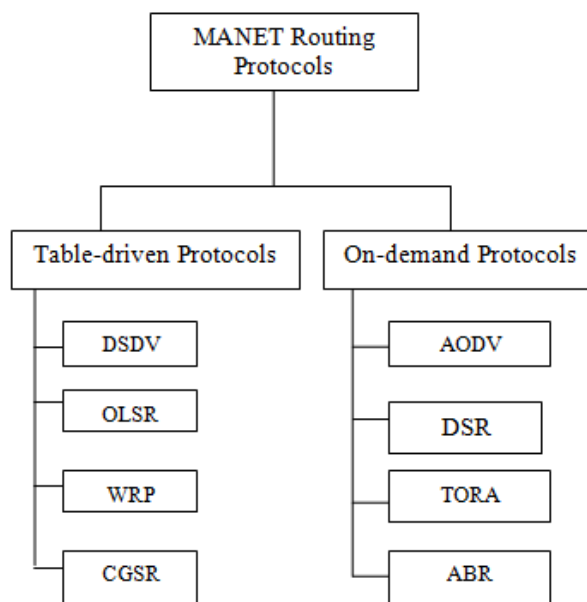 MANET Routing
Protocols
Table-driven Protocols
On-demand Protocols
DSDV
OLSR
WRP
CGSR
AODV
DSR
TORA
ABR